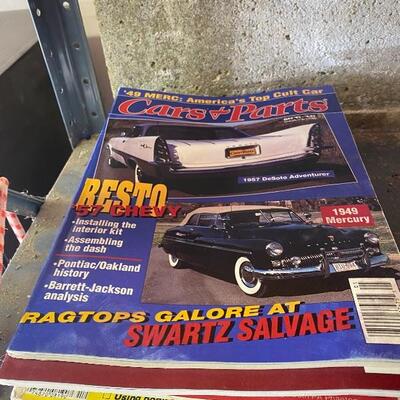 '49 MERC: America's Top Cult Car
Cars & Parts
1957 DeSoto Adventurer
RESTO
'57 CHEVY
•Installing the
interior kit
•Assembling
the dash
•Pontiac/Oakland
history
•Barrett-Jackson
analysis
1949
Mercury
RAGTOPS GALORE AT
SWARTZ SALVAGE